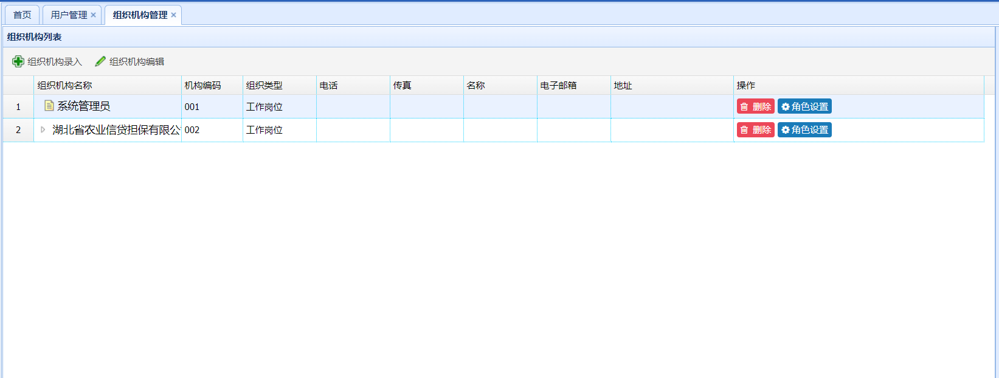 首页 用户管理 × 组织机构管理 ×
组织机构列表
组织机构录入 组织机构编辑
组织机构名称 机构编码 组织类型 电话 传真 名称 电子邮箱 地址 操作
1 系统管理员 001 工作岗位 删除 角色设置
2 湖北省农业信贷担保有限公 002 工作岗位 删除 角色设置